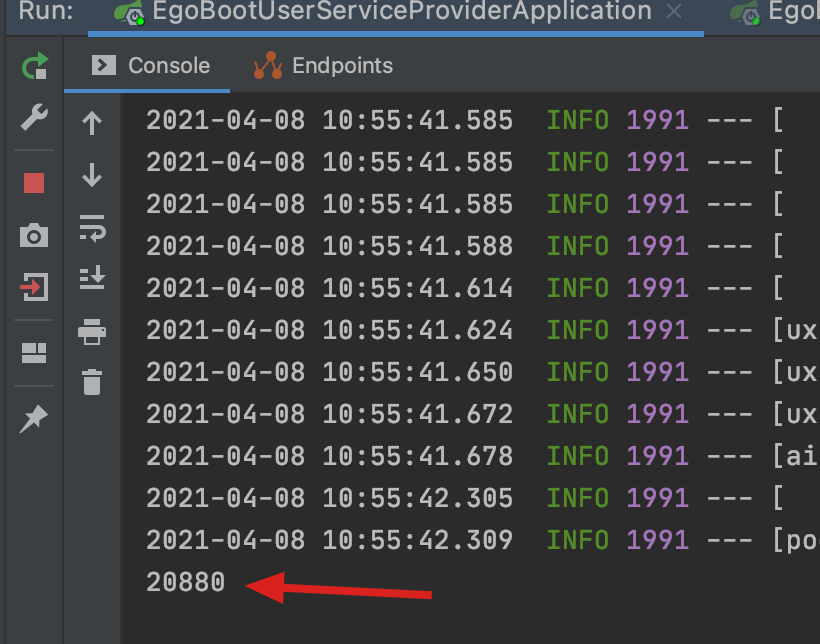 Run: EgoBootUserServiceProviderApplication EgoB
Console Endpoints
2021-04-08 10:55:41.585 INFO 1991 --- [
2021-04-08 10:55:41.585 INFO 1991 --- [
2021-04-08 10:55:41.585 INFO 1991 --- [
2021-04-08 10:55:41.588 INFO 1991 --- [
2021-04-08 10:55:41.614 INFO 1991 --- [
2021-04-08 10:55:41.624 INFO 1991 --- [ux
2021-04-08 10:55:41.650 INFO 1991 --- [ux
2021-04-08 10:55:41.672 INFO 1991 --- [ux
2021-04-08 10:55:41.678 INFO 1991 --- [ai
2021-04-08 10:55:42.305 INFO 1991 --- [
2021-04-08 10:55:42.309 INFO 1991 --- [po
20880